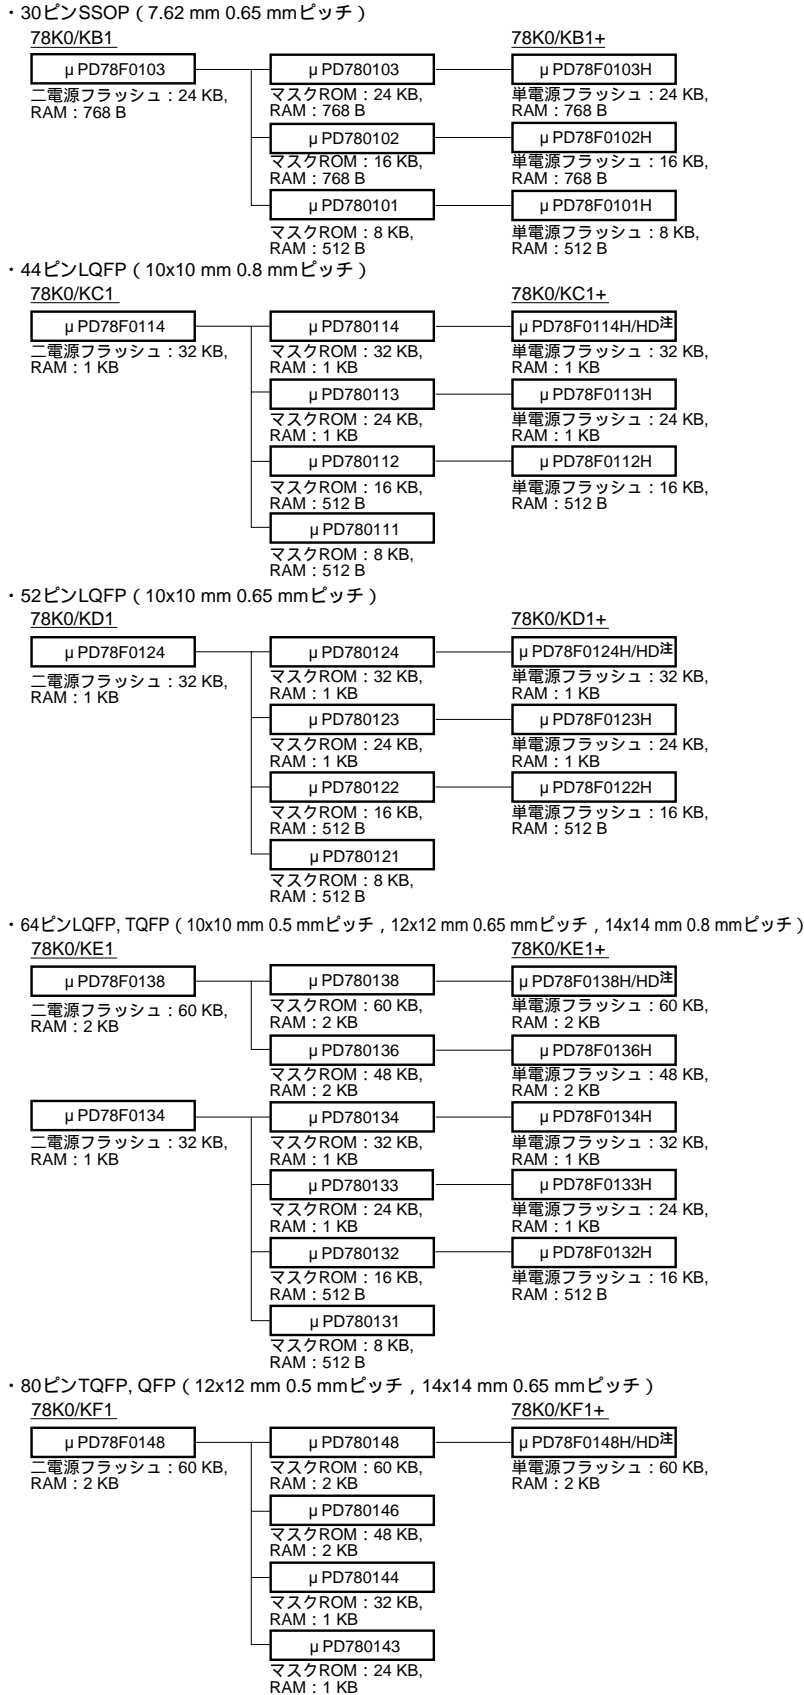 ・30ピンSSOP（7.62 mm 0.65 mmピッチ）
78K0/KB1
78K0/KB1+
μPD78F0103
μPD780103
μPD78F0103H
二電源フラッシュ：24 KB,
RAM：768 B
マスクROM：24 KB,
RAM：768 B
単電源フラッシュ：24 KB,
RAM：768 B
μPD780102
μPD78F0102H
マスクROM：16 KB,
RAM：768 B
単電源フラッシュ：16 KB,
RAM：768 B
μPD780101
μPD78F0101H
マスクROM：8 KB,
RAM：512 B
単電源フラッシュ：8 KB,
RAM：512 B
・44ピンLQFP（10x10 mm 0.8 mmピッチ）
78K0/KC1
78K0/KC1+
μPD78F0114
μPD780114
μPD78F0114H/HD注
二電源フラッシュ：32 KB,
RAM：1 KB
マスクROM：32 KB,
RAM：1 KB
単電源フラッシュ：32 KB,
RAM：1 KB
μPD780113
μPD78F0113H
マスクROM：24 KB,
RAM：1 KB
単電源フラッシュ：24 KB,
RAM：1 KB
μPD780112
μPD78F0112H
マスクROM：16 KB,
RAM：512 B
単電源フラッシュ：16 KB,
RAM：512 B
μPD780111
マスクROM：8 KB,
RAM：512 B
・52ピンLQFP（10x10 mm 0.65 mmピッチ）
78K0/KD1
78K0/KD1+
μPD78F0124
μPD780124
μPD78F0124H/HD注
二電源フラッシュ：32 KB,
RAM：1 KB
マスクROM：32 KB,
RAM：1 KB
単電源フラッシュ：32 KB,
RAM：1 KB
μPD780123
μPD78F0123H
マスクROM：24 KB,
RAM：1 KB
単電源フラッシュ：24 KB,
RAM：1 KB
μPD780122
μPD78F0122H
マスクROM：16 KB,
RAM：512 B
単電源フラッシュ：16 KB,
RAM：512 B
μPD780121
マスクROM：8 KB,
RAM：512 B
・64ピンLQFP, TQFP（10x10 mm 0.5 mmピッチ，12x12 mm 0.65 mmピッチ，14x14 mm 0.8 mmピッチ）
78K0/KE1
78K0/KE1+
μPD78F0138
μPD780138
μPD78F0138H/HD注
二電源フラッシュ：60 KB,
RAM：2 KB
マスクROM：60 KB,
RAM：2 KB
単電源フラッシュ：60 KB,
RAM：2 KB
μPD780136
μPD78F0136H
マスクROM：48 KB,
RAM：2 KB
単電源フラッシュ：48 KB,
RAM：2 KB
μPD78F0134
μPD780134
μPD78F0134H
二電源フラッシュ：32 KB,
RAM：1 KB
マスクROM：32 KB,
RAM：1 KB
単電源フラッシュ：32 KB,
RAM：1 KB
μPD780133
μPD78F0133H
マスクROM：24 KB,
RAM：1 KB
単電源フラッシュ：24 KB,
RAM：1 KB
μPD780132
μPD78F0132H
マスクROM：16 KB,
RAM：512 B
単電源フラッシュ：16 KB,
RAM：512 B
μPD780131
マスクROM：8 KB,
RAM：512 B
・80ピンTQFP, QFP（12x12 mm 0.5 mmピッチ，14x14 mm 0.65 mmピッチ）
78K0/KF1
78K0/KF1+
μPD78F0148
μPD780148
μPD78F0148H/HD注
二電源フラッシュ：60 KB,
RAM：2 KB
マスクROM：60 KB,
RAM：2 KB
単電源フラッシュ：60 KB,
RAM：2 KB
μPD780146
マスクROM：48 KB,
RAM：2 KB
μPD780144
マスクROM：32 KB,
RAM：1 KB
μPD780143
マスクROM：24 KB,
RAM：1 KB